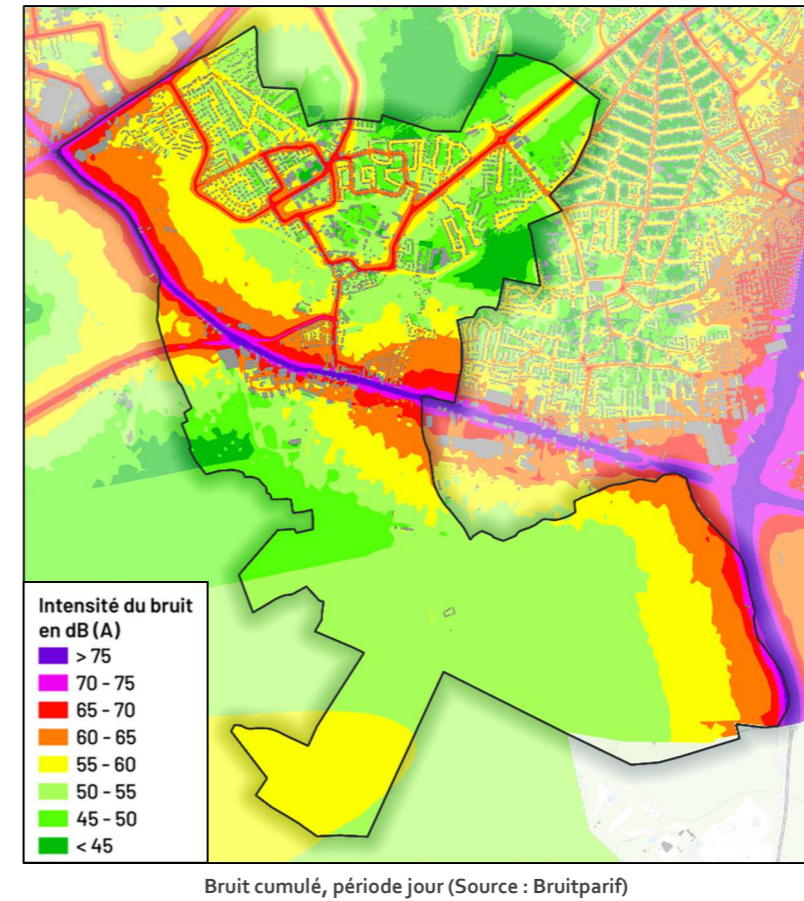 Intensité du bruit
en dB (A)
> 75
70 - 75
65 - 70
60 - 65
55 - 60
50 - 55
45 - 50
< 45
Bruit cumulé, période jour (Source : Bruitparif)